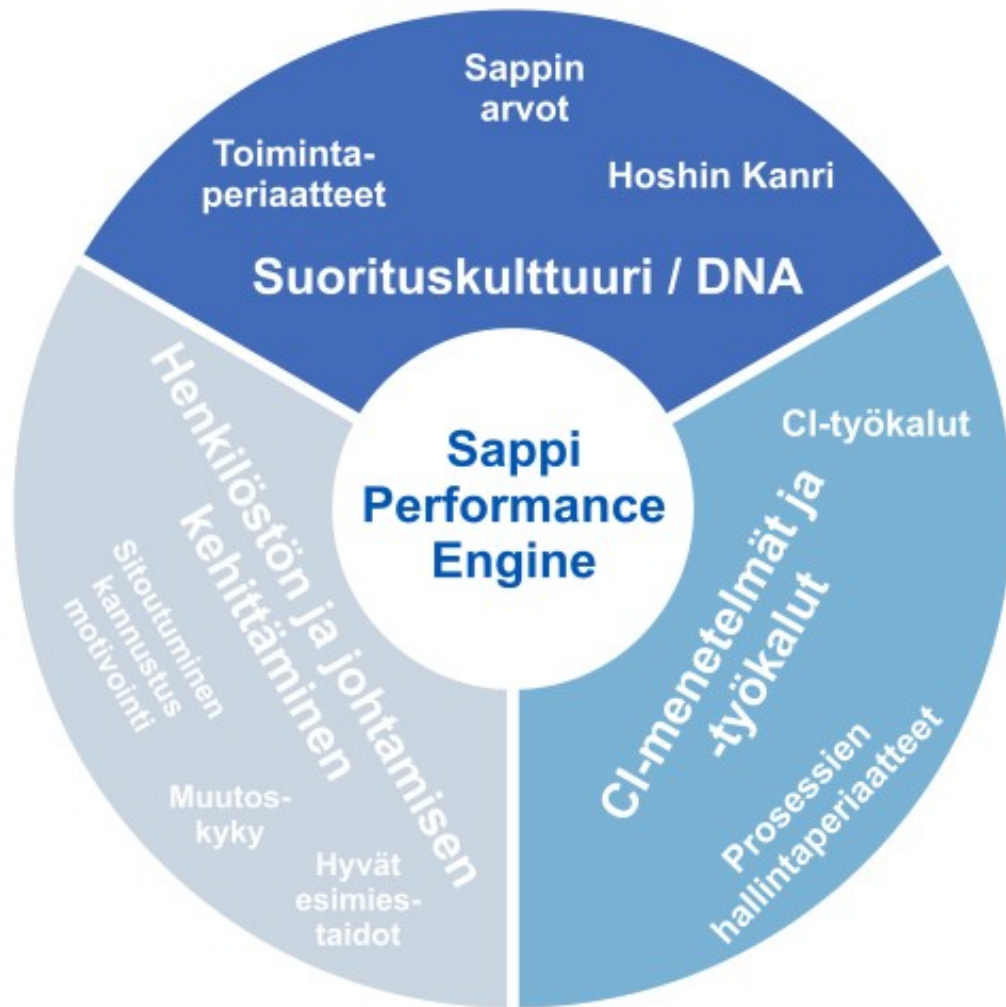 Sappin
arvot
Toiminta-
periaatteet
Hoshin Kanri
Suorituskulttuuri / DNA
Sappi
Performance
Engine
CI-työkalut
CI-menetelmät ja
-työkalut
Prosessien
hallintaperiaatteet
Henkilöstön ja johtamisen
kehittäminen
Sitoutuminen
kannustus
motivointi
Muutos-
kyky
Hyvät
esimies-
taidot